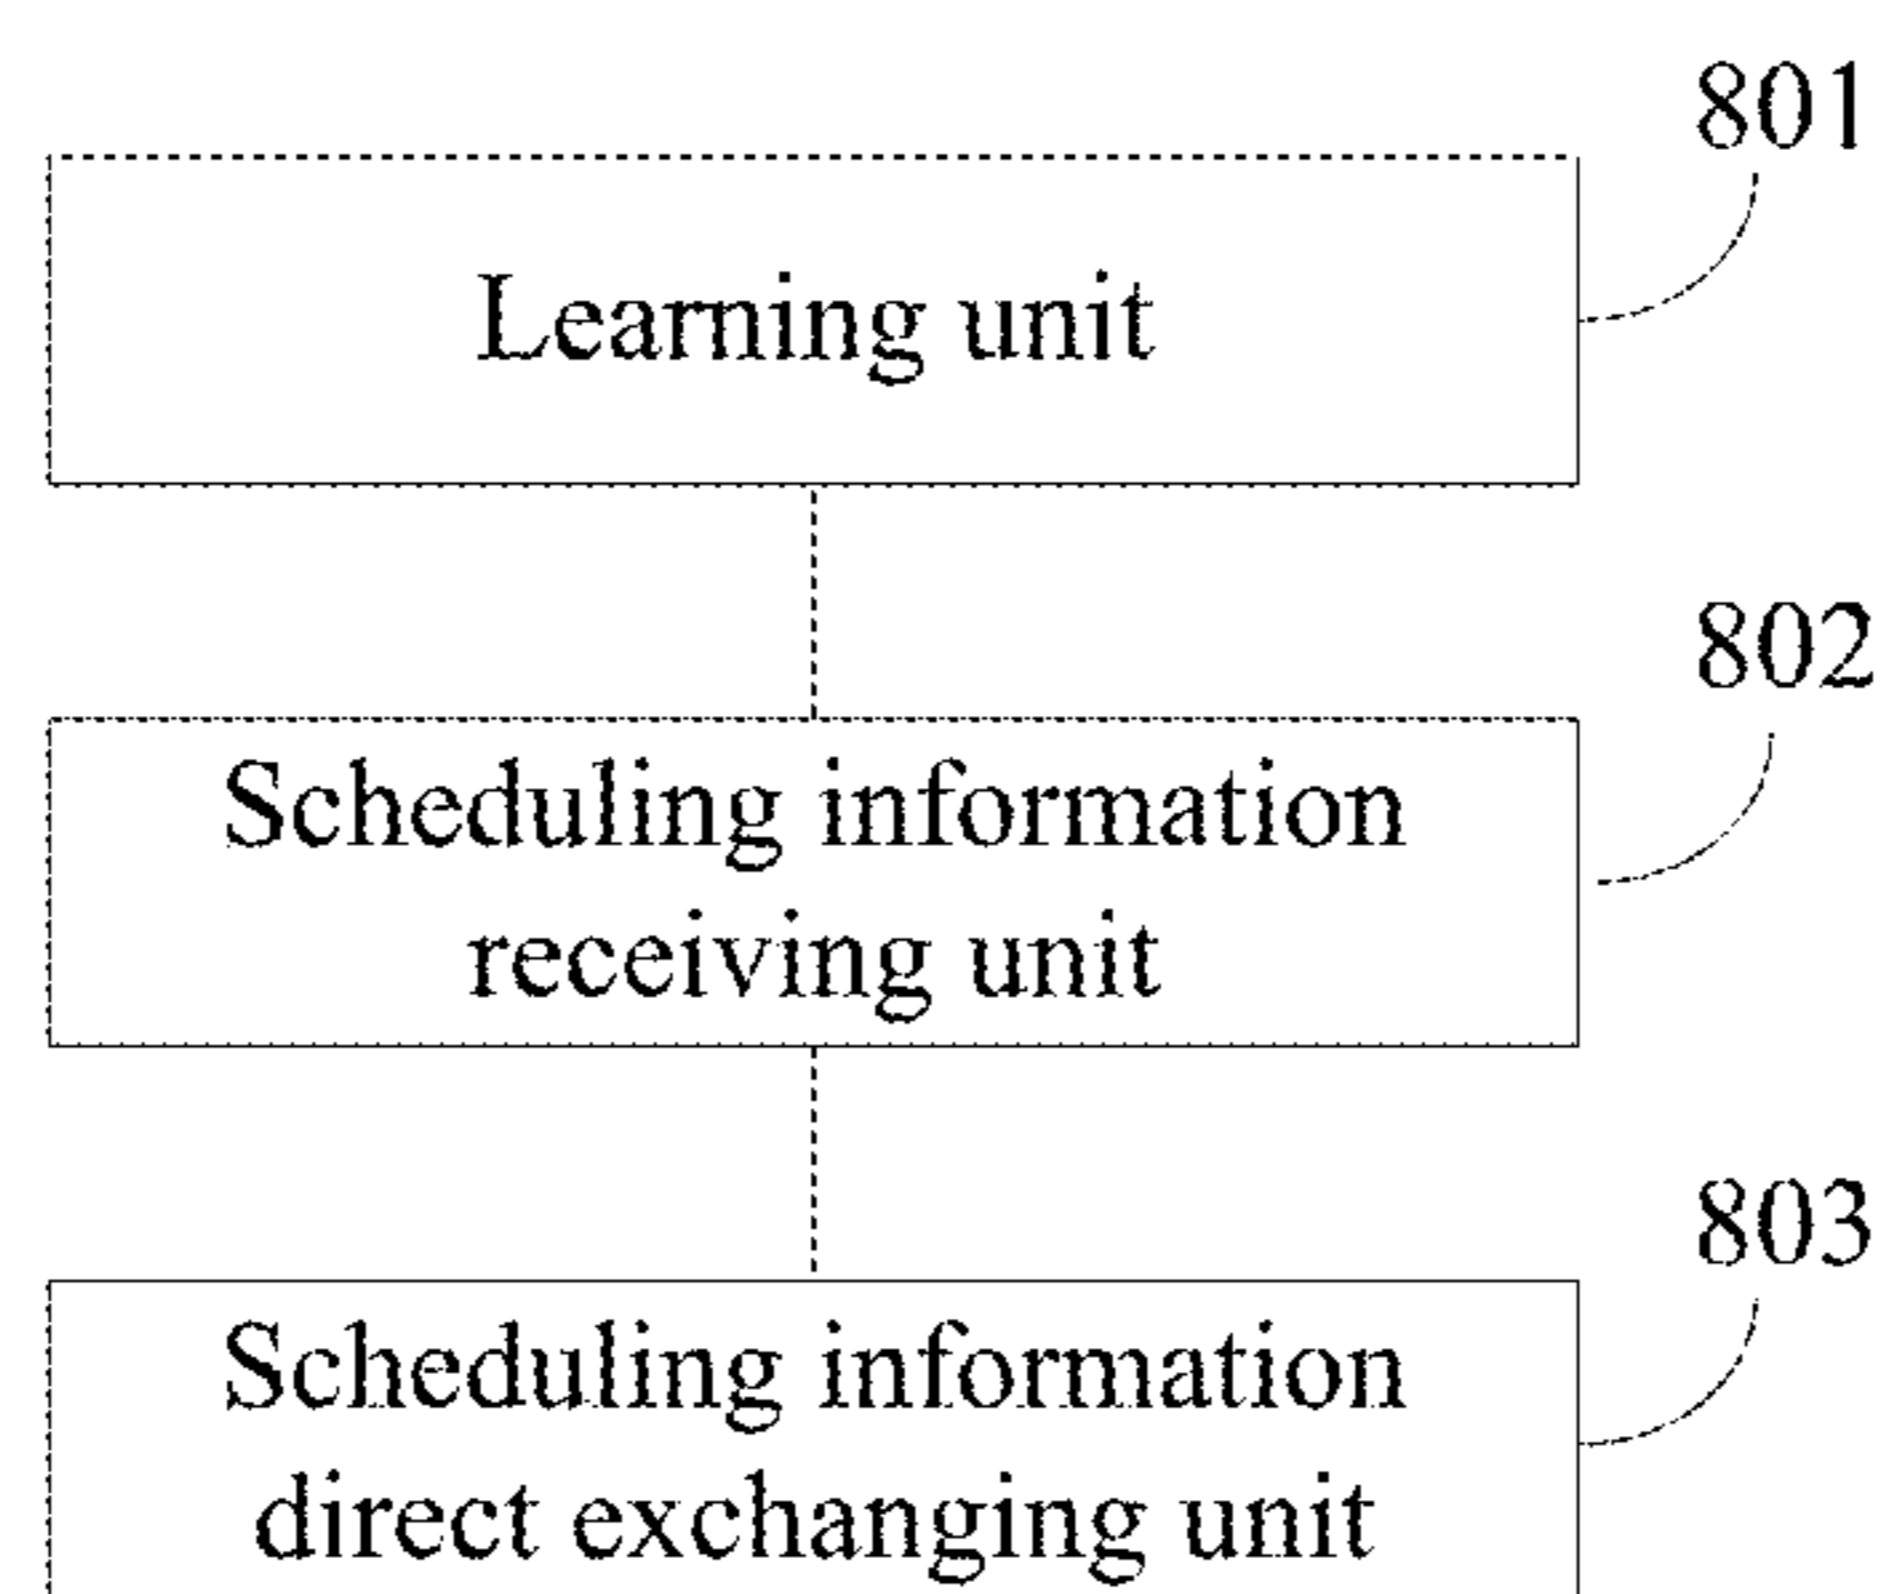 801
Learning unit
802
Scheduling information
receiving unit
803
Scheduling information
direct exchanging unit